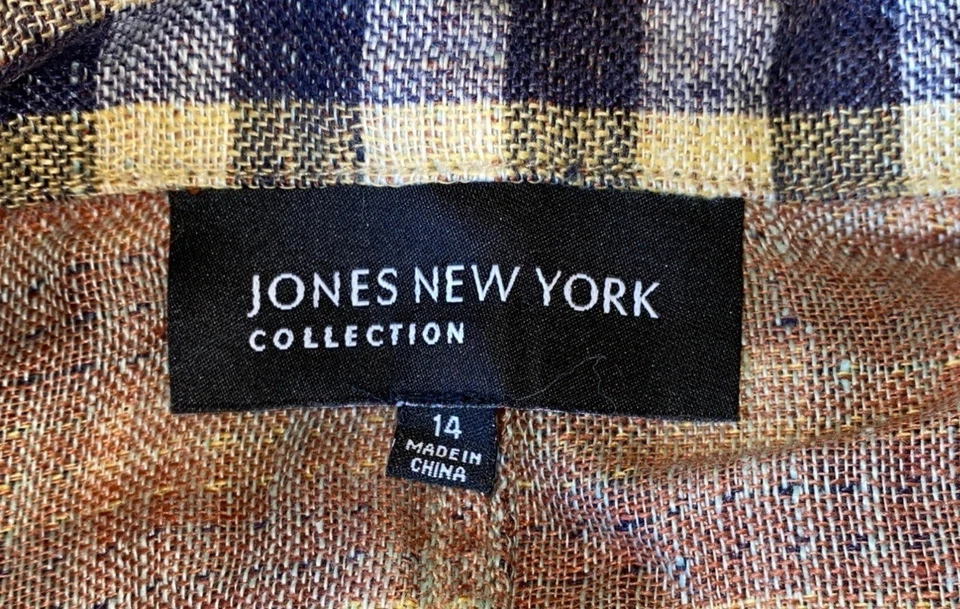 JONES NEW YORK
COLLECTION
14
MADE IN
CHINA